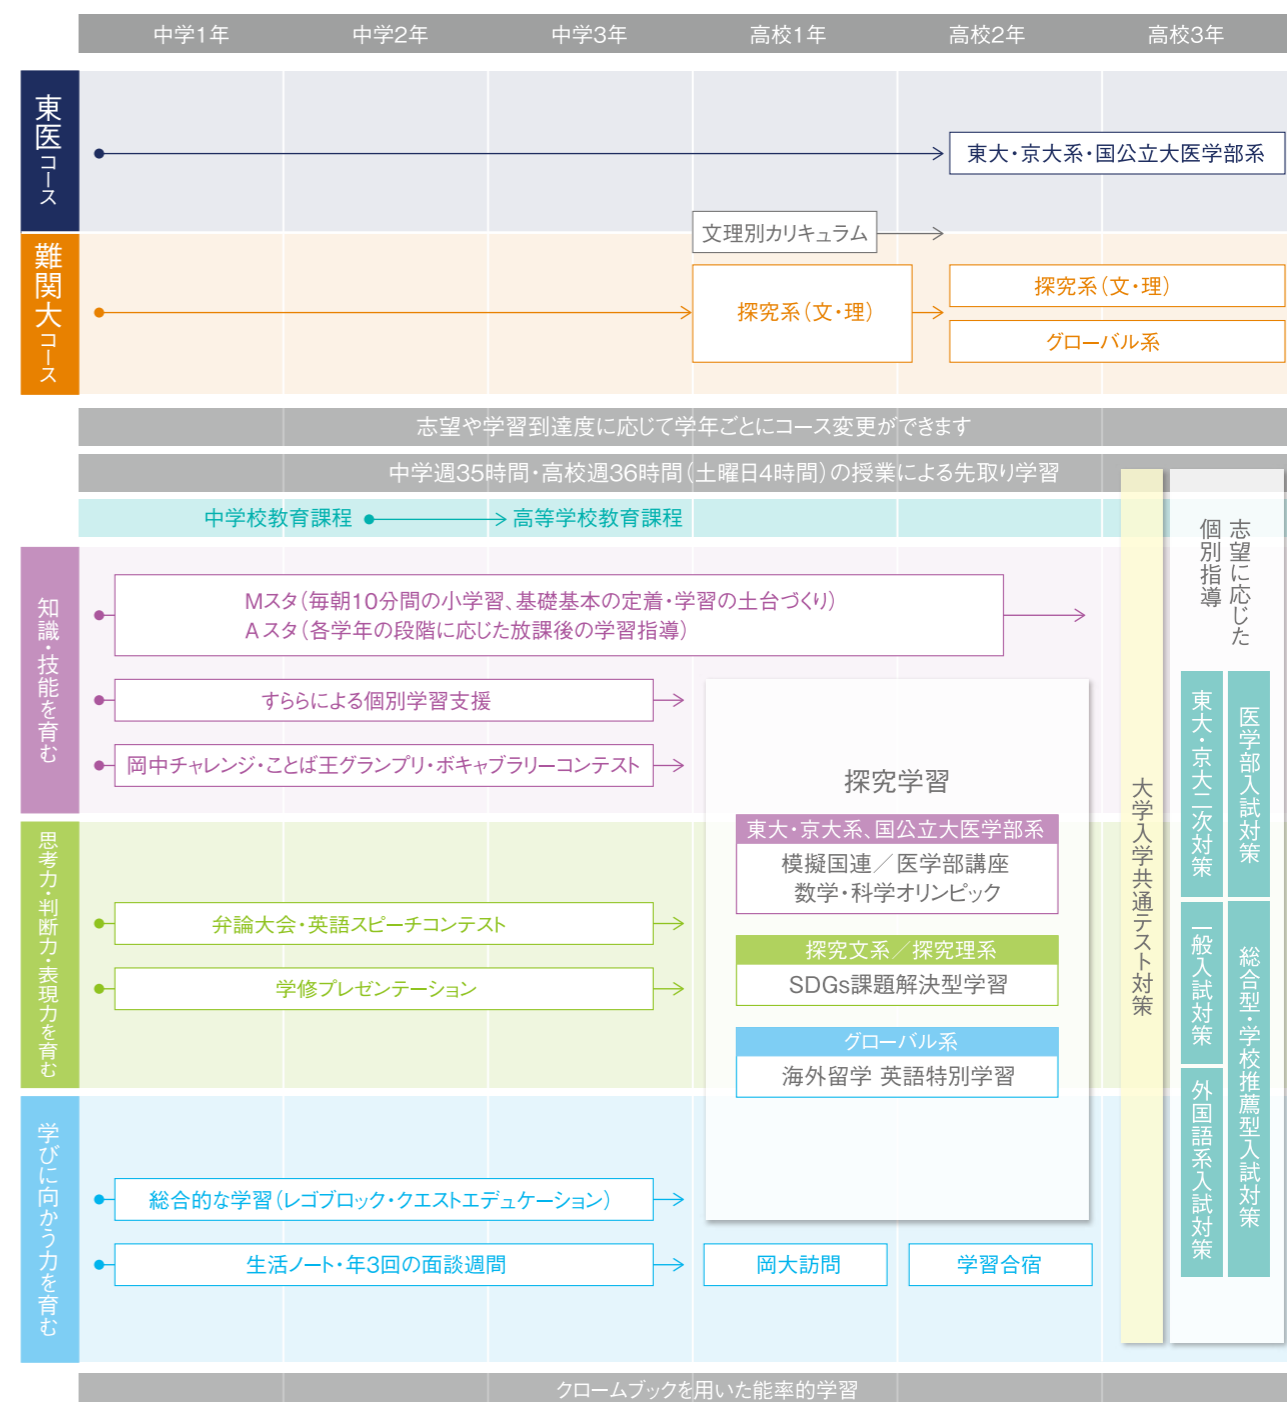 中学1年
中学2年
中学3年
高校1年
高校2年
高校3年
東医コース
東大・京大系・国公立大医学部系
文理別カリキュラム
難関大コース
探究系（文・理）
探究系（文・理）
グローバル系
志望や学習到達度に応じて学年ごとにコース変更ができます
中学週35時間・高校週36時間（土曜日4時間）の授業による先取り学習
中学校教育課程
高等学校教育課程
知識・技能を育む
Mスタ（毎朝10分間の小学習、基礎基本の定着・学習の土台づくり）
Aスタ（各学年の段階に応じた放課後の学習指導）
すららによる個別学習支援
岡中チャレンジ・ことば王グランプリ・ボキャブラリーコンテスト
思考力・判断力・表現力を育む
弁論大会・英語スピーチコンテスト
学修プレゼンテーション
学びに向かう力を育む
総合的な学習（レゴブロック・クエストエデュケーション）
生活ノート・年3回の面談週間
探究学習
東大・京大系、国公立大医学部系
模擬国連／医学部講座
数学・科学オリンピック
探究文系／探究理系
SDGs課題解決型学習
グローバル系
海外留学 英語特別学習
岡大訪問
学習合宿
大学入学共通テスト対策
志望に応じた
個別指導
医学部入試対策
東大・京大二次対策
総合型・学校推薦型入試対策
一般入試対策
外国語系入試対策
クロームブックを用いた能率的学習